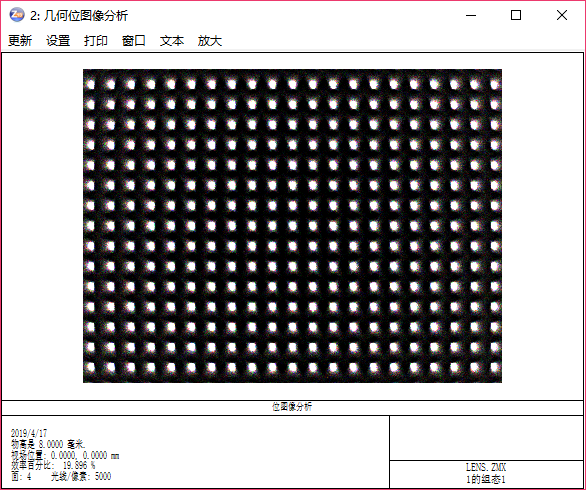 2: 几何位图像分析
更新 设置 打印 窗口 文本 放大
位图像分析
2019/4/17
物高是 8.0000 毫米.
视场位置: 0.0000, 0.0000 mm
效率百分比: 19.896 %
面: 4 光线/像素: 5000
LENS.ZMX
1的组态1